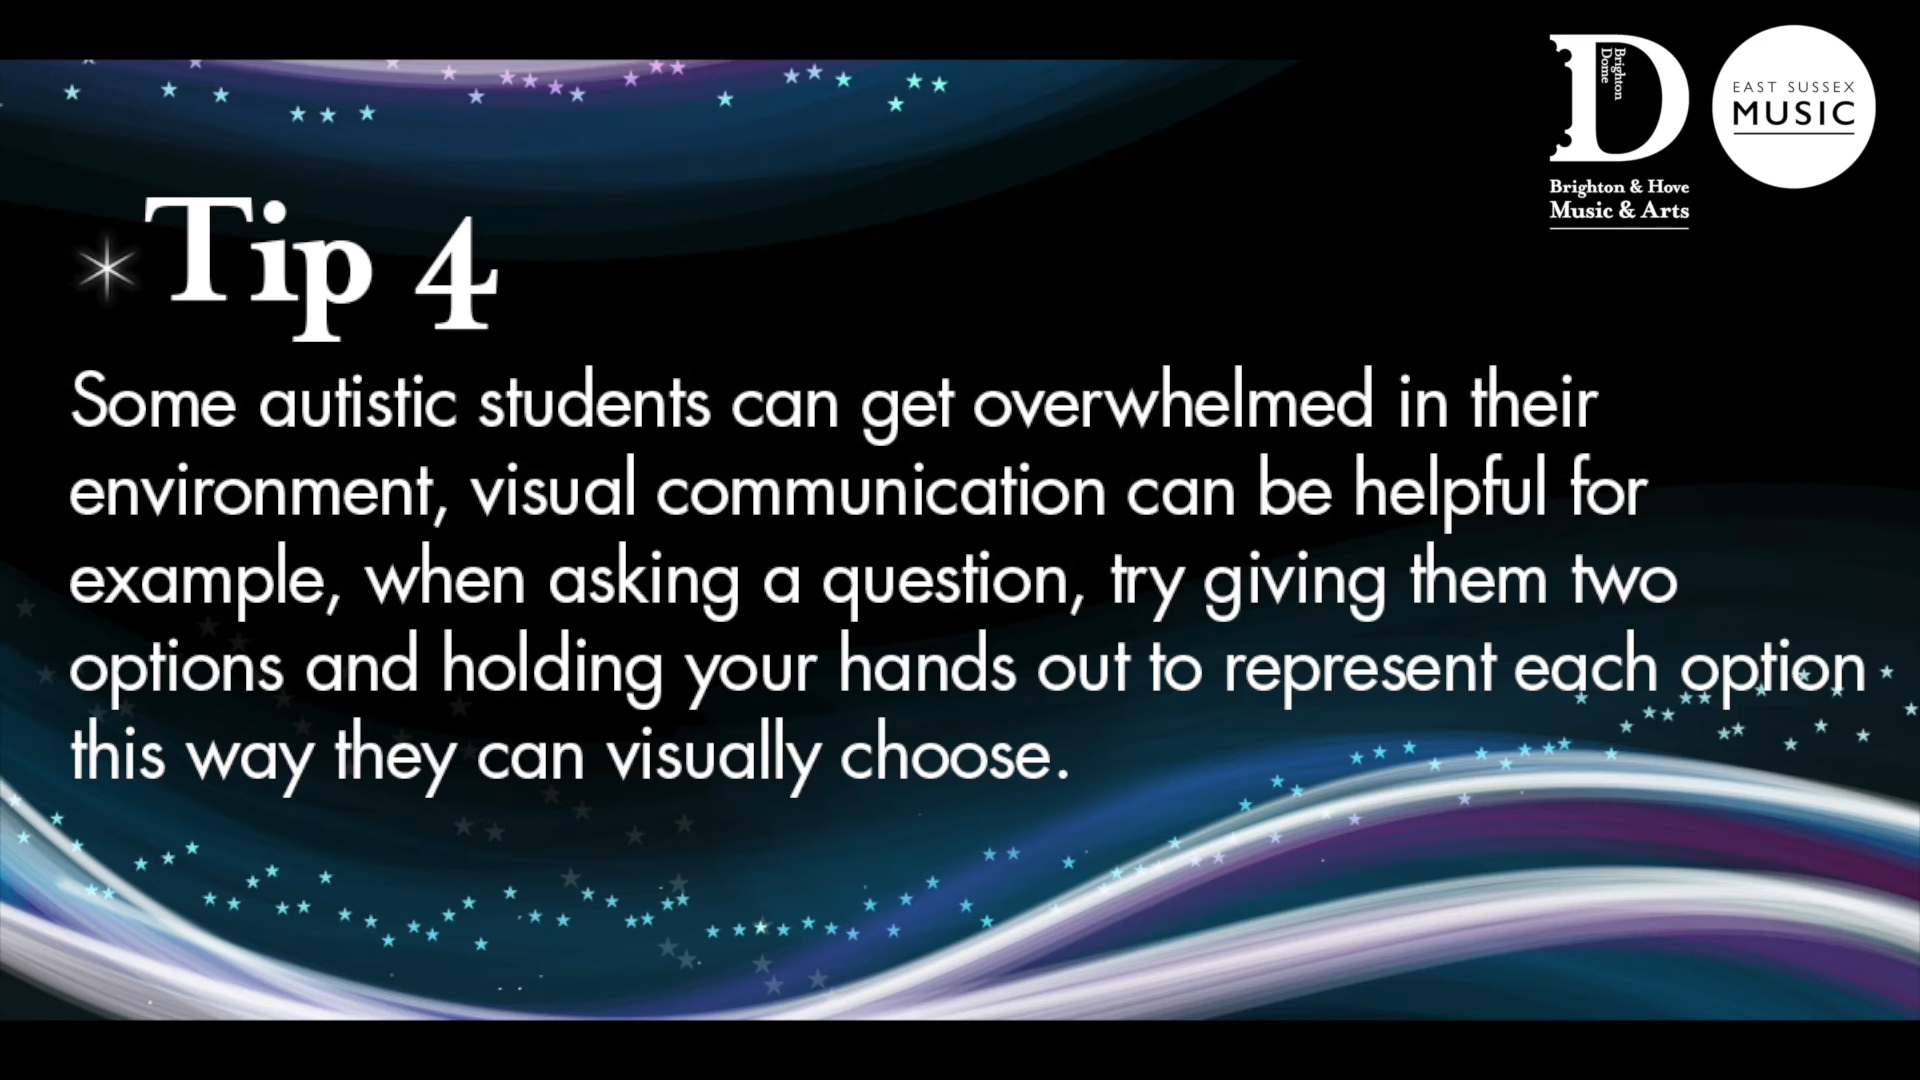 Brighton
Dome
Brighton & Hove
Music & Arts
EAST SUSSEX
MUSIC
Tip 4
Some autistic students can get overwhelmed in their
environment, visual communication can be helpful for
example, when asking a question, try giving them two
options and holding your hands out to represent each option
this way they can visually choose.